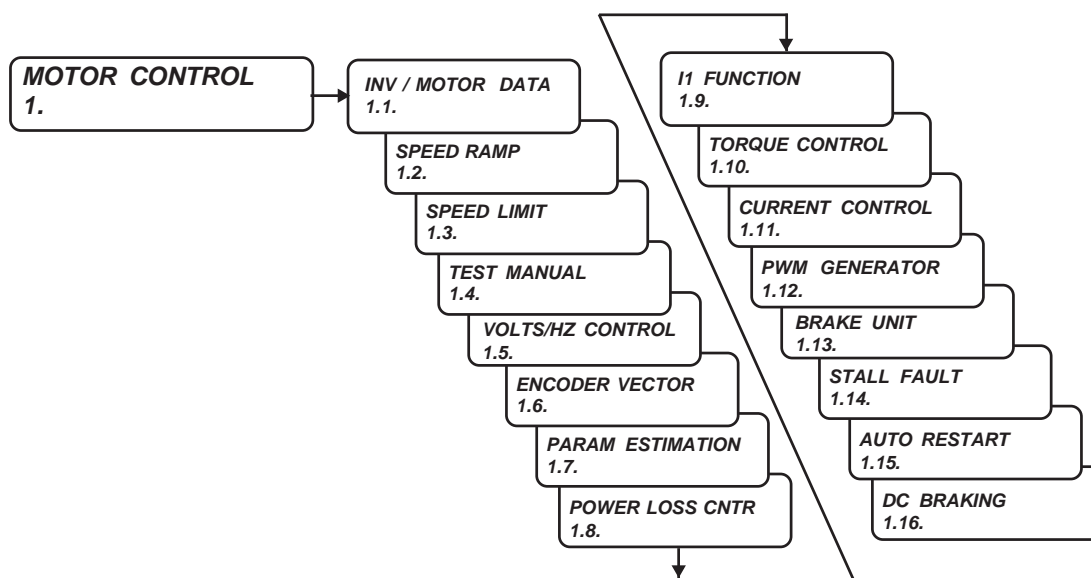 MOTOR CONTROL
1.
INV / MOTOR DATA
1.1.
SPEED RAMP
1.2.
SPEED LIMIT
1.3.
TEST MANUAL
1.4.
VOLTS/HZ CONTROL
1.5.
ENCODER VECTOR
1.6.
PARAM ESTIMATION
1.7.
POWER LOSS CNTR
1.8.
I1 FUNCTION
1.9.
TORQUE CONTROL
1.10.
CURRENT CONTROL
1.11.
PWM GENERATOR
1.12.
BRAKE UNIT
1.13.
STALL FAULT
1.14.
AUTO RESTART
1.15.
DC BRAKING
1.16.